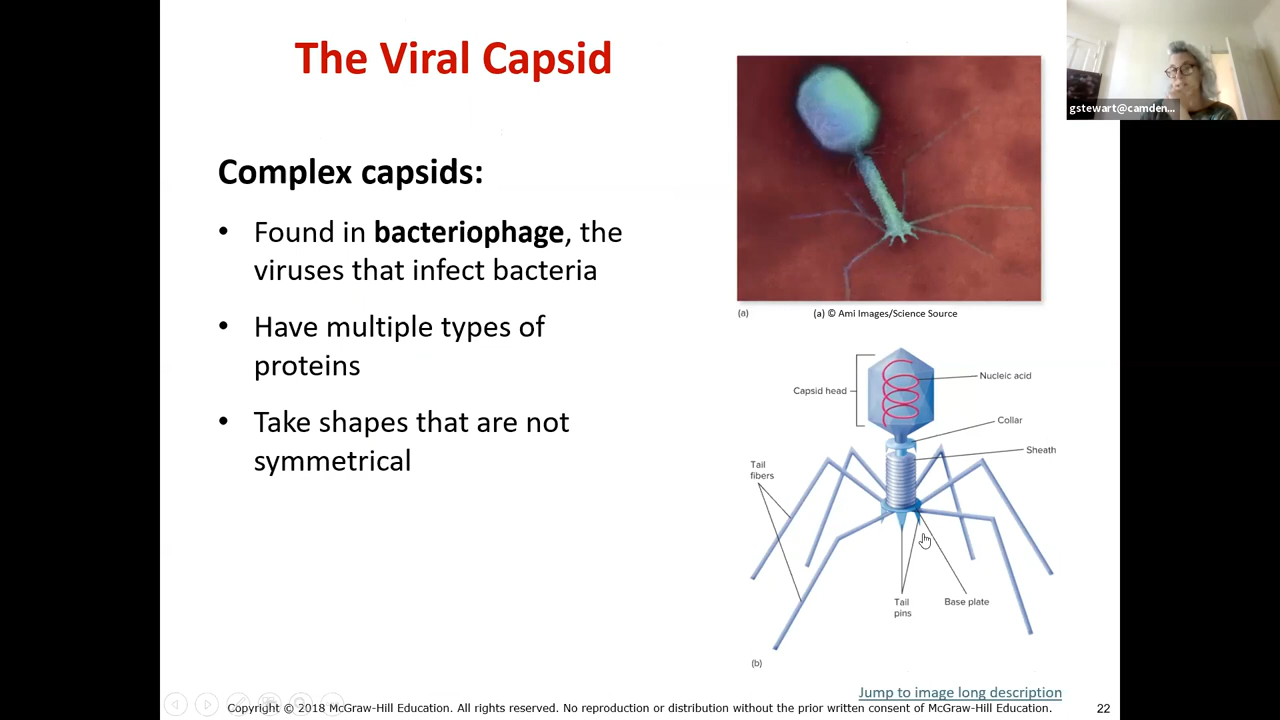 The Viral Capsid
gstewart@camden...
Complex capsids:
• Found in bacteriophage, the
viruses that infect bacteria
• Have multiple types of
proteins
• Take shapes that are not
symmetrical
(a)
(a) © Ami Images/Science Source
Capsid head
Nucleic acid
Collar
Sheath
Tail
fibers
Tail
pins
Base plate
(b)
Jump to image long description
Copyright © 2018 McGraw-Hill Education. All rights reserved. No reproduction or distribution without the prior written consent of McGraw-Hill Education.
22